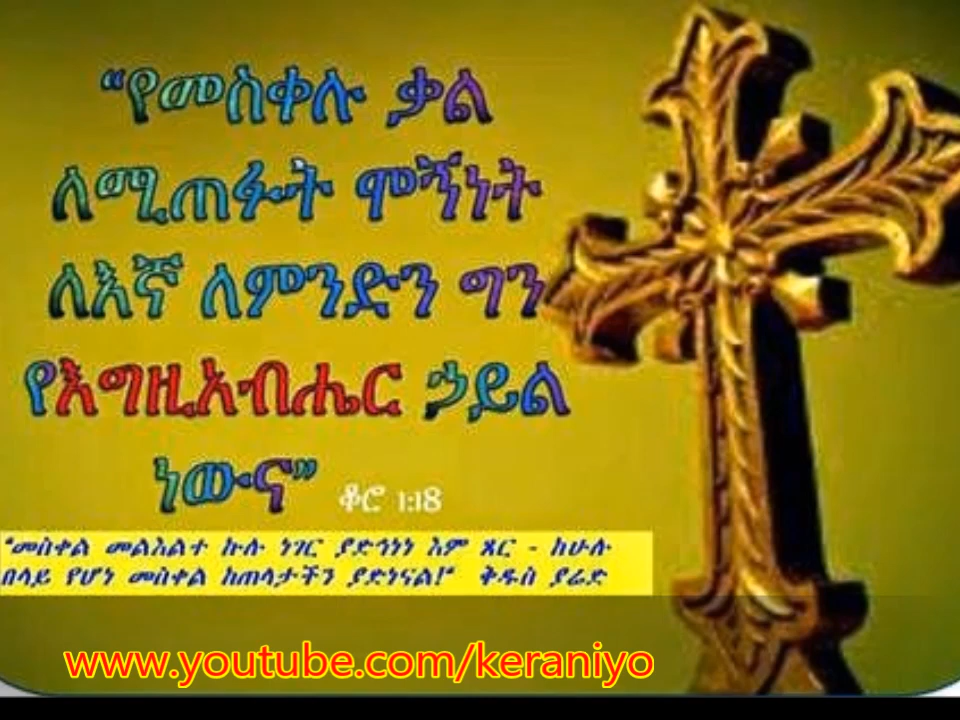 “የመስቀሉ ቃል
ለሚጠፉት ሞኝነት
ለእኛ ለምንድን ግን
የእግዚአብሔር ኃይል
ነውና” ቆሮ 1:18
“መስቀል መልእልተ ኩሉ ነገር ያድኅነነ እም ጸር - ከሁሉ
በላይ የሆነ መስቀል ከጠላታችን ያድነናል!“ ቅዱስ ያሬድ
www.youtube.com/keraniyo